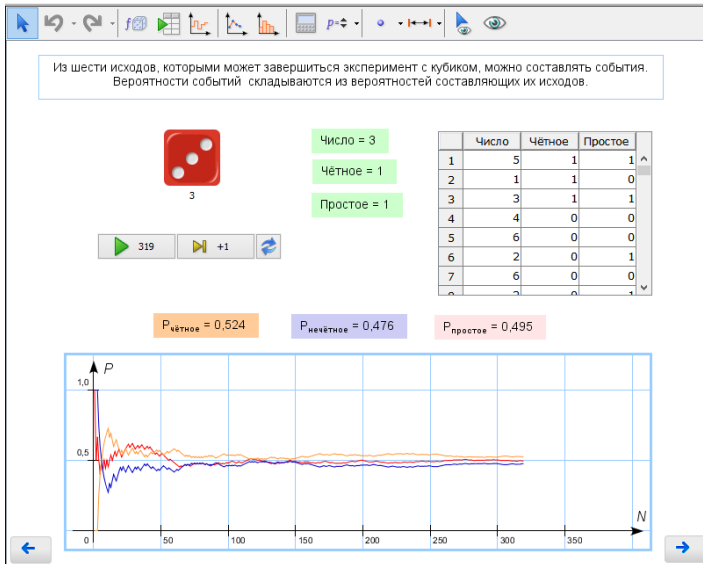 p=
Из шести исходов, которыми может завершиться эксперимент с кубиком, можно составлять события.
Вероятности событий складываются из вероятностей составляющих их исходов.
3
Число = 3
Чётное = 1
Простое = 1
319
+1
Число Чётное Простое
1 5 1 1
2 1 1 0
3 3 1 1
4 4 0 0
5 6 0 0
6 2 0 1
7 6 0 0
Pчётное = 0,524
Pнечётное = 0,476
Pпростое = 0,495
P
1,0
0,5
N
0 50 100 150 200 250 300 350